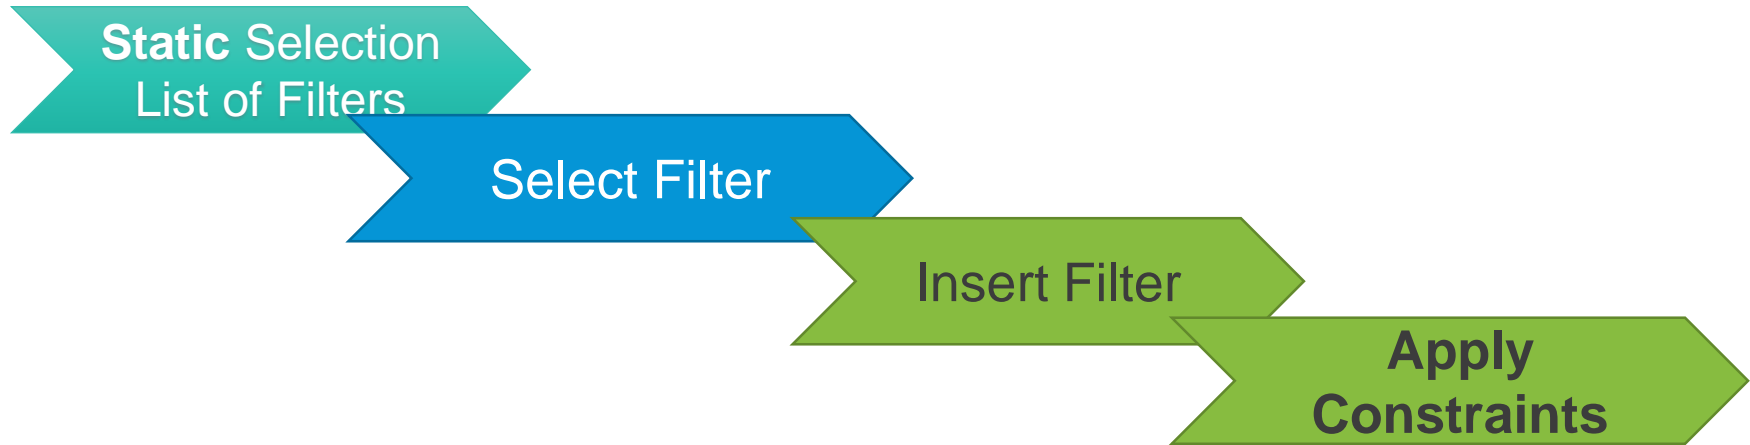 Static Selection
List of Filters
Select Filter
Insert Filter
Apply
Constraints